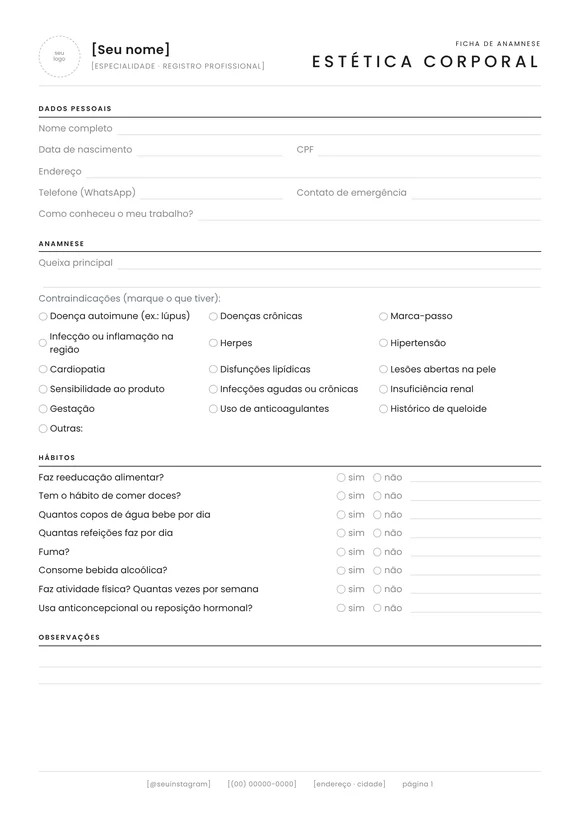 seu
logo
[Seu nome]
[ESPECIALIDADE · REGISTRO PROFISSIONAL]
FICHA DE ANAMNESE
ESTÉTICA CORPORAL
DADOS PESSOAIS
Nome completo
Data de nascimento
CPF
Endereço
Telefone (WhatsApp)
Contato de emergência
Como conheceu o meu trabalho?
ANAMNESE
Queixa principal
Contraindicações (marque o que tiver):
Doença autoimune (ex.: lúpus)
Doenças crônicas
Marca-passo
Infecção ou inflamação na
região
Herpes
Hipertensão
Cardiopatia
Disfunções lipídicas
Lesões abertas na pele
Sensibilidade ao produto
Infecções agudas ou crônicas
Insuficiência renal
Gestação
Uso de anticoagulantes
Histórico de queloide
Outras:
HÁBITOS
Faz reeducação alimentar? sim não
Tem o hábito de comer doces? sim não
Quantos copos de água bebe por dia sim não
Quantas refeições faz por dia sim não
Fuma? sim não
Consome bebida alcoólica? sim não
Faz atividade física? Quantas vezes por semana sim não
Usa anticoncepcional ou reposição hormonal? sim não
OBSERVAÇÕES
[@seuinstagram] [(00) 00000-0000] [endereço · cidade] página 1